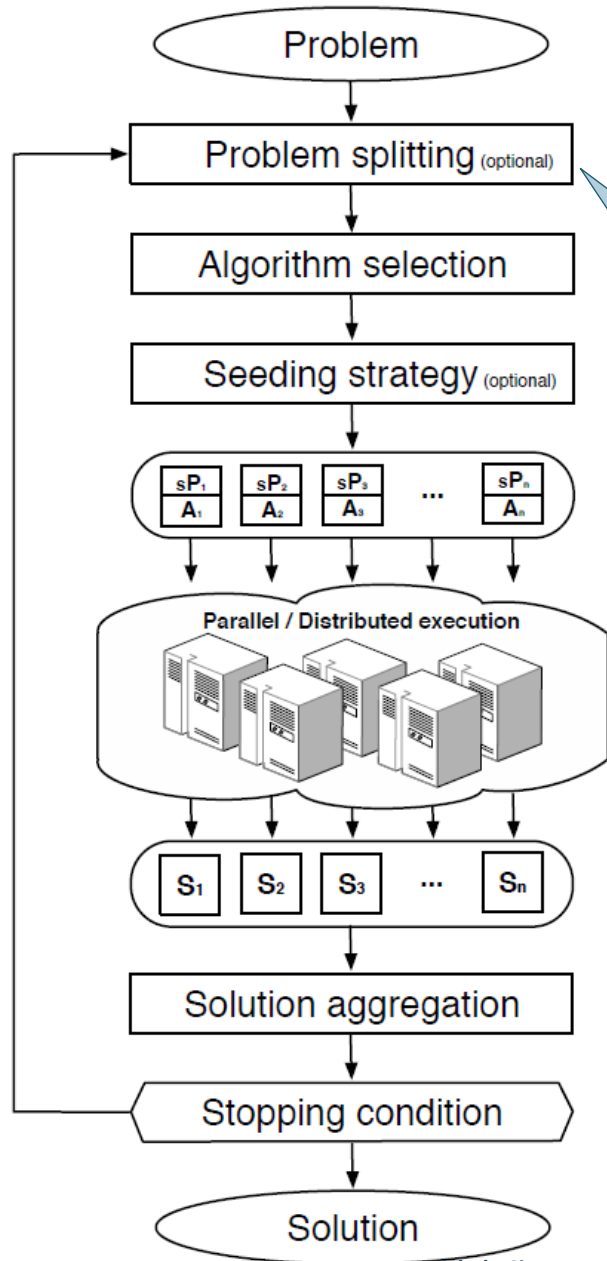 Problem
Problem splitting (optional)
Algorithm selection
Seeding strategy (optional)
sP₁ sP₂ sP₃ ... sPₙ
A₁ A₂ A₃ Aₙ
Parallel / Distributed execution
S₁ S₂ S₃ ... Sₙ
Solution aggregation
Stopping condition
Solution